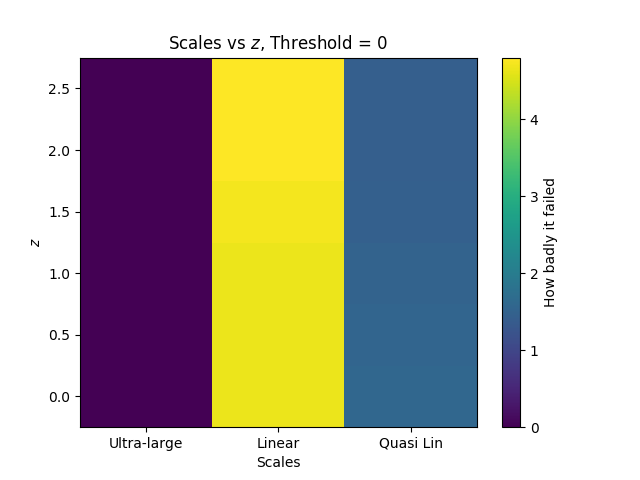 Scales vs z, Threshold = 0
2.5
2.0
1.5
1.0
0.5
0.0
z
Ultra-large
Linear
Quasi Lin
Scales
4
3
2
1
0
How badly it failed